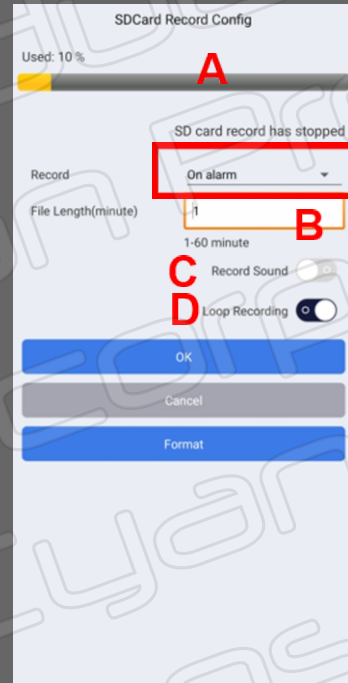 SDCard Record Config
Used: 10 %
A
SD card record has stopped
Record On alarm
File Length(minute) 1
B
1-60 minute
C Record Sound
D Loop Recording
OK
Cancel
Format